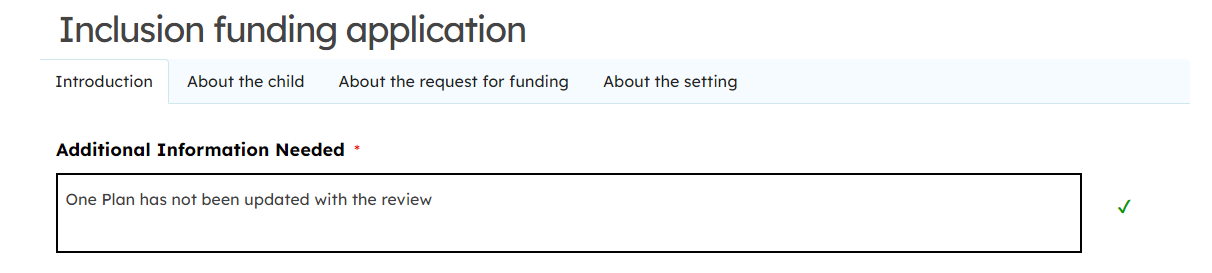 Inclusion funding application
Introduction About the child About the request for funding About the setting
Additional Information Needed *
One Plan has not been updated with the review